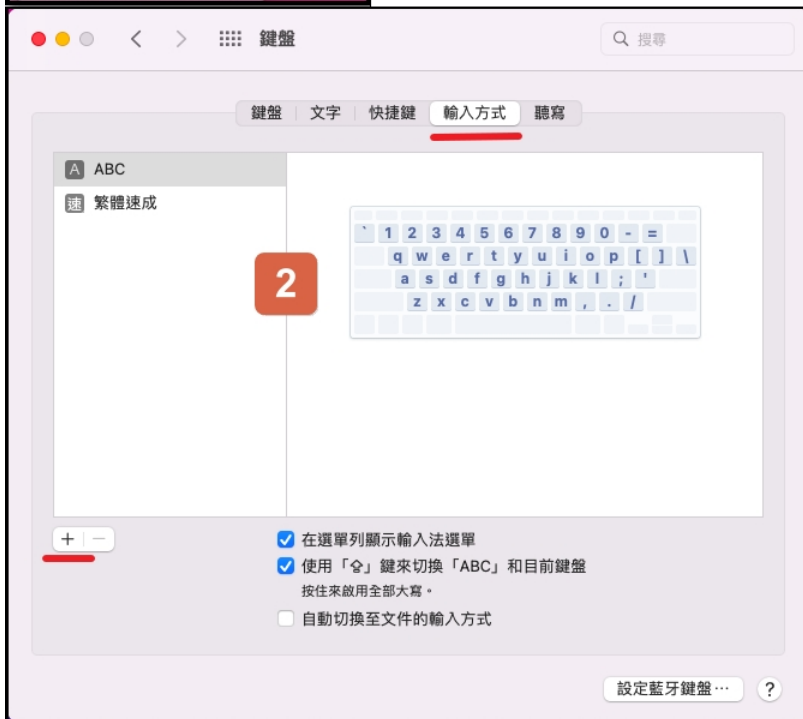 鍵盤
搜尋
鍵盤 文字 快捷鍵 輸入方式 聽寫
A ABC
速 繁體速成
2
` 1 2 3 4 5 6 7 8 9 0 - =
q w e r t y u i o p [ ] \
a s d f g h j k l ; '
z x c v b n m , . /
+ −
在選單列顯示輸入法選單
使用「⇪」鍵來切換「ABC」和目前鍵盤
按住來啟用全部大寫。
自動切換至文件的輸入方式
設定藍牙鍵盤⋯
?